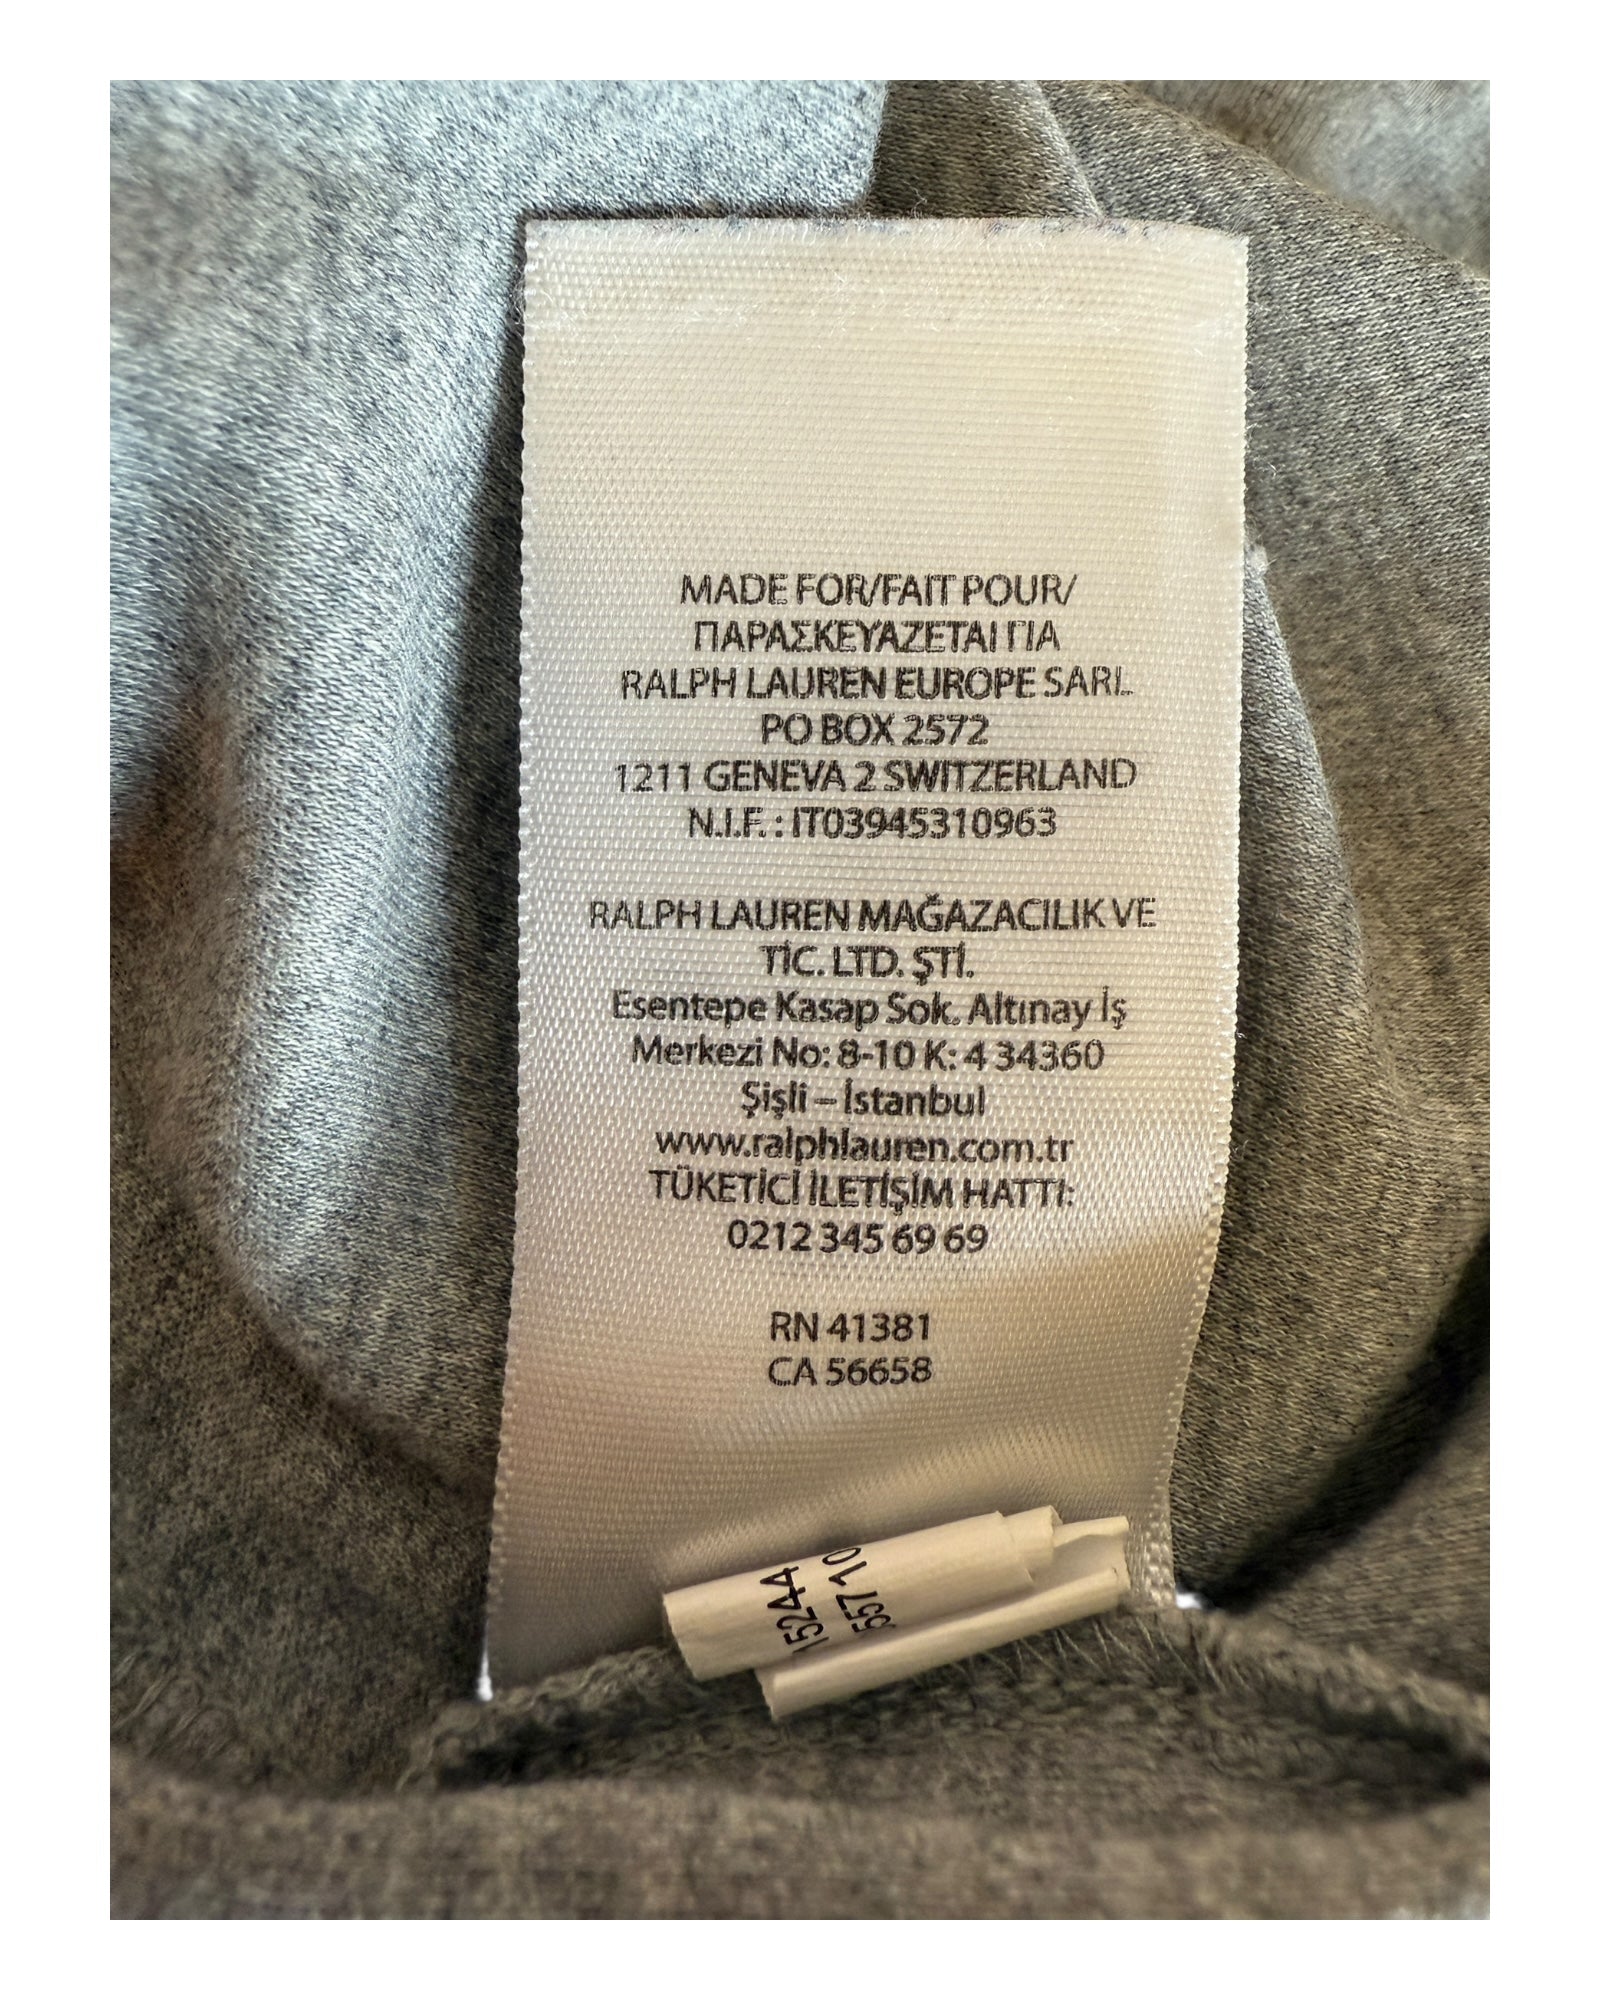 MADE FOR/FAIT POUR/
ΠΑΡΑΣΚΕΥΑΖΕΤΑΙ ΓΙΑ
RALPH LAUREN EUROPE SARL
PO BOX 2572
1211 GENEVA 2 SWITZERLAND
N.I.F. : IT03945310963
RALPH LAUREN MAĞAZACILIK VE
TİC. LTD. ŞTİ.
Esentepe Kasap Sok. Altınay İş
Merkezi No: 8-10 K: 4 34360
Şişli – İstanbul
www.ralphlauren.com.tr
TÜKETİCİ İLETİŞİM HATTI:
0212 345 69 69
RN 41381
CA 56658